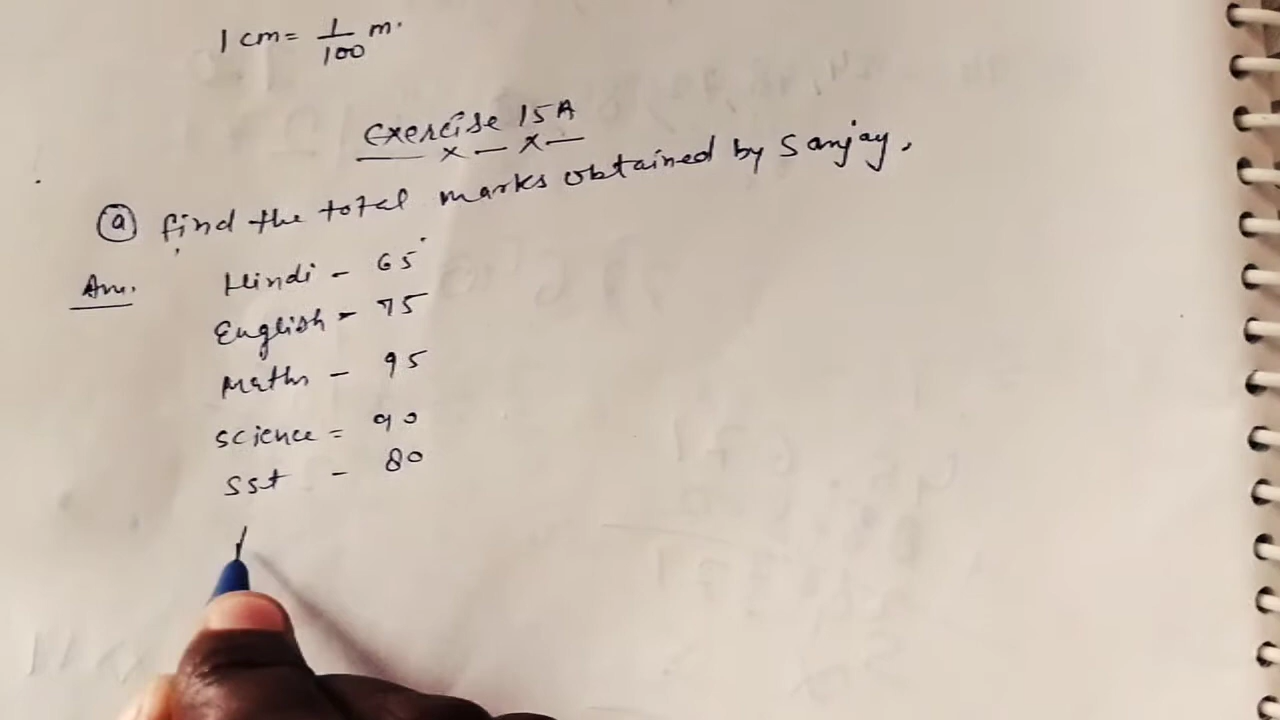 1 cm = 1/100 m.
Exercise 15A
(a) find the total marks obtained by Sanjay.
Ans. Hindi - 65
English - 75
Maths - 95
Science = 90
SSt - 80